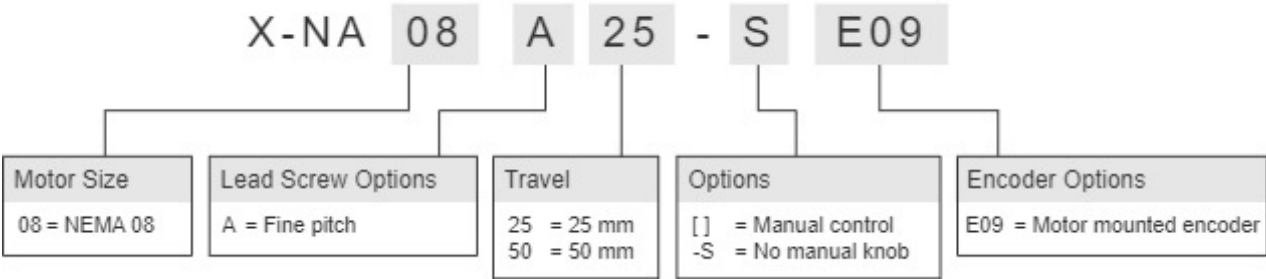 X-NA 08 A 25 - S E09
Motor Size
08 = NEMA 08
Lead Screw Options
A = Fine pitch
Travel
25 = 25 mm
50 = 50 mm
Options
[ ] = Manual control
-S = No manual knob
Encoder Options
E09 = Motor mounted encoder